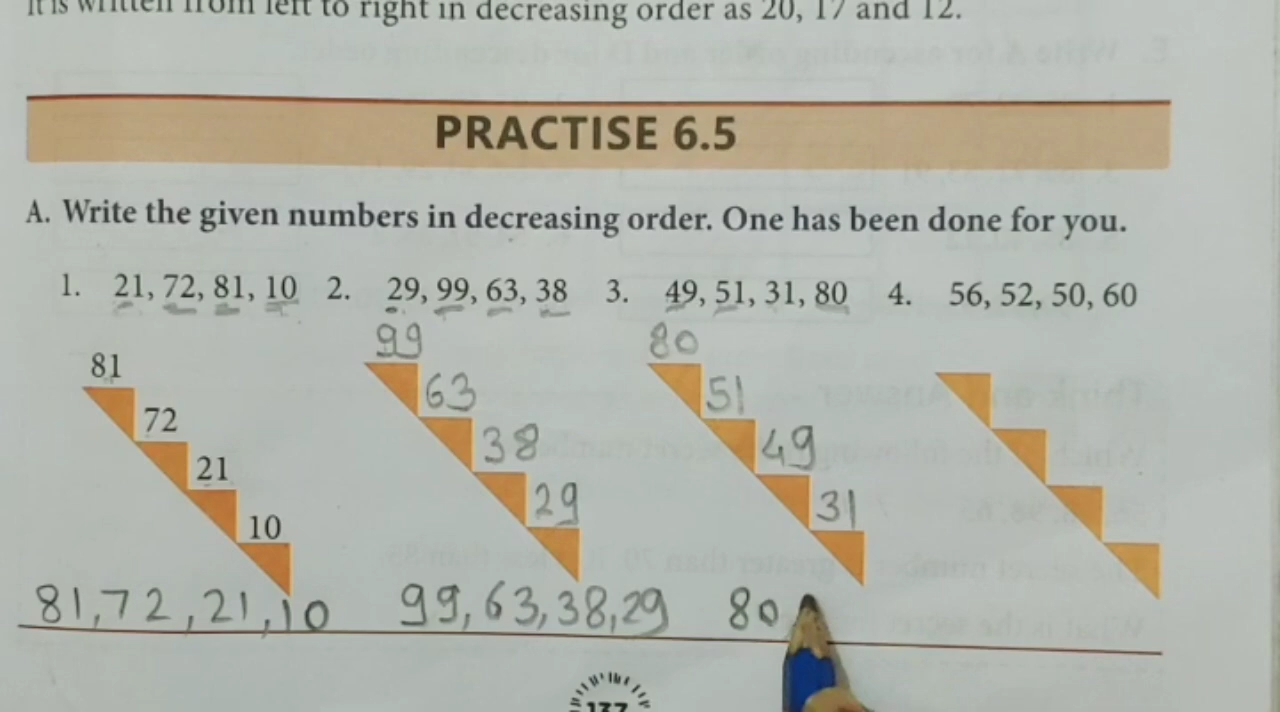 It is written from left to right in decreasing order as 20, 17 and 12.
PRACTISE 6.5
A. Write the given numbers in decreasing order. One has been done for you.
1. 21, 72, 81, 10 2. 29, 99, 63, 38 3. 49, 51, 31, 80 4. 56, 52, 50, 60
81 99 80
72 63 51
21 38 49
10 29 31
81,72,21,10 99,63,38,29 80
137